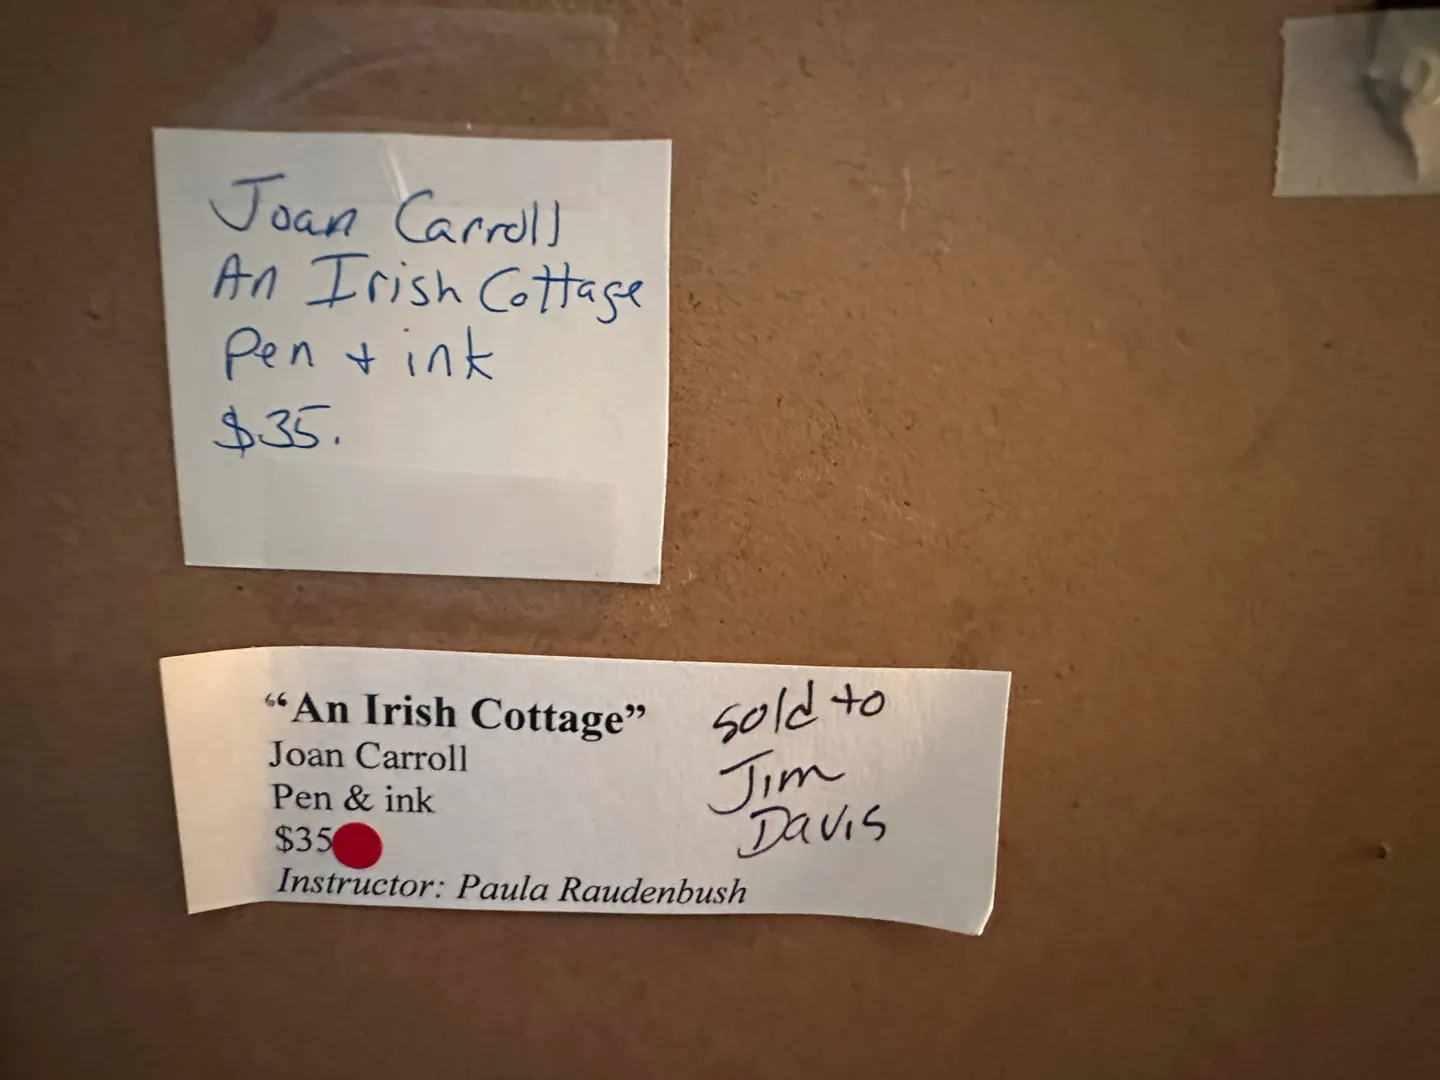 Joan Carroll
An Irish Cottage
Pen + ink
$35.
“An Irish Cottage”
Joan Carroll
Pen & ink
$35
Instructor: Paula Raudenbush
sold to
Jim
Davis